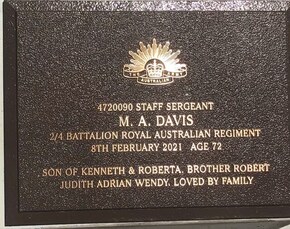 AUSTRALIAN
4720090 STAFF SERGEANT
M. A. DAVIS
2/4 BATTALION ROYAL AUSTRALIAN REGIMENT
8TH FEBRUARY 2021 AGE 72
SON OF KENNETH & ROBERTA, BROTHER ROBERT
JUDITH ADRIAN WENDY. LOVED BY FAMILY